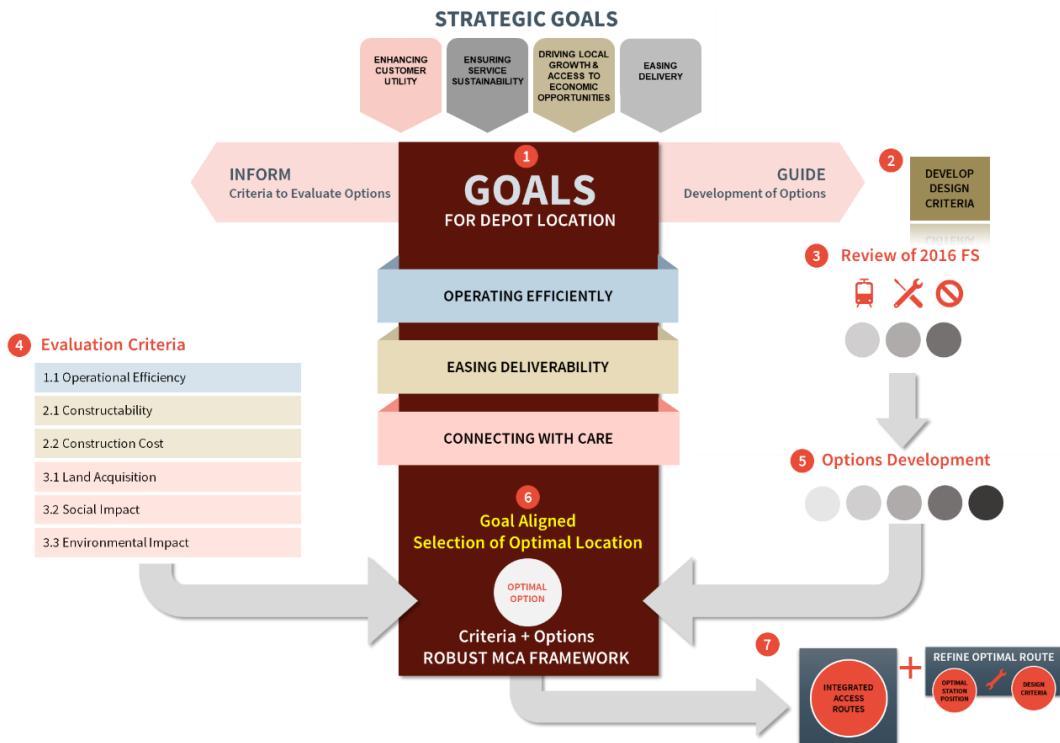 STRATEGIC GOALS
ENHANCING
CUSTOMER
UTILITY
ENSURING
SERVICE
SUSTAINABILITY
DRIVING LOCAL
GROWTH &
ACCESS TO
ECONOMIC
OPPORTUNITIES
EASING
DELIVERY
INFORM
Criteria to Evaluate Options
1
GOALS
FOR DEPOT LOCATION
GUIDE
Development of Options
2
DEVELOP
DESIGN
CRITERIA
CRITERIA
3 Review of 2016 FS
OPERATING EFFICIENTLY
EASING DELIVERABILITY
CONNECTING WITH CARE
4 Evaluation Criteria
1.1 Operational Efficiency
2.1 Constructability
2.2 Construction Cost
3.1 Land Acquisition
3.2 Social Impact
3.3 Environmental Impact
5 Options Development
6
Goal Aligned
Selection of Optimal Location
OPTIMAL
OPTION
Criteria + Options
ROBUST MCA FRAMEWORK
7
INTEGRATED
ACCESS
ROUTES
+
REFINE OPTIMAL ROUTE
OPTIMAL
STATION
POSITION
DESIGN
CRITERIA